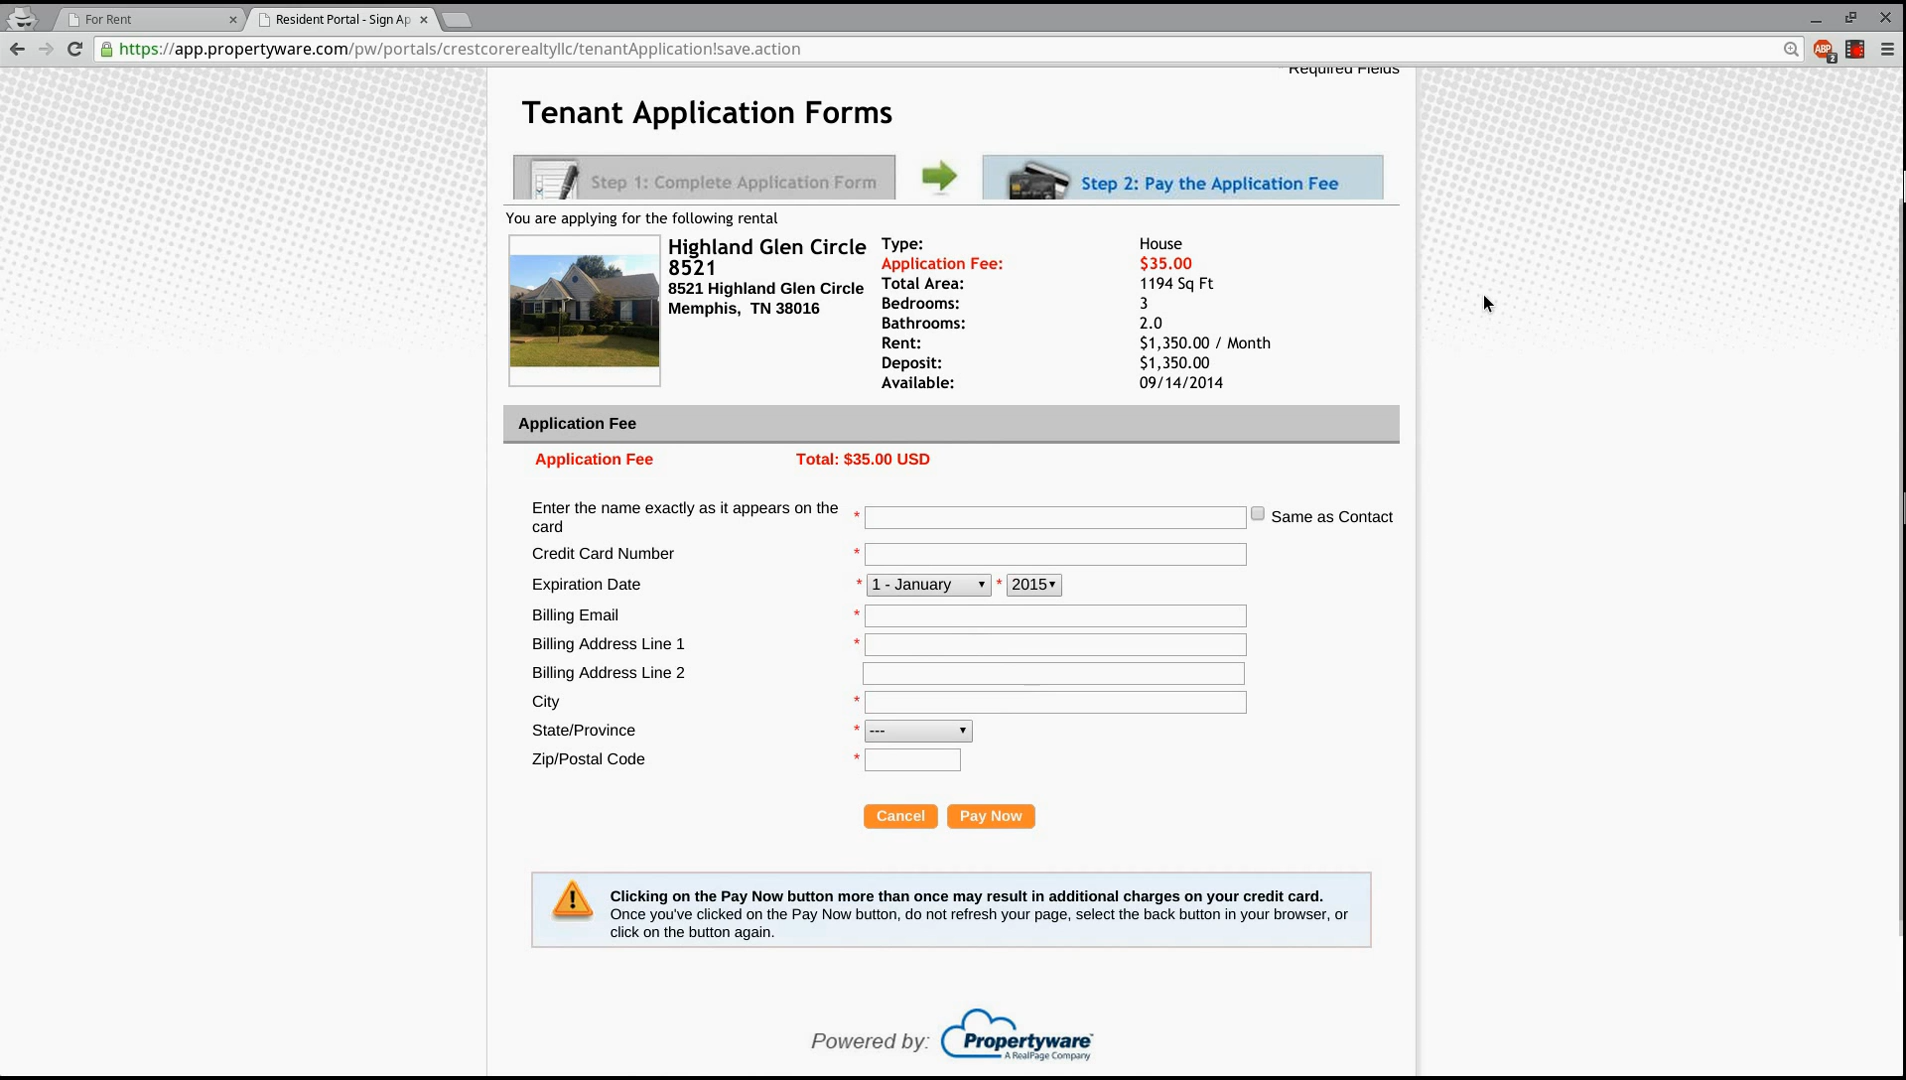 For Rent
Resident Portal - Sign Ap
https://app.propertyware.com/pw/portals/crestcorerealtyllc/tenantApplication!save.action
ABP
2
* Required Fields
Tenant Application Forms
Step 1: Complete Application Form
Step 2: Pay the Application Fee
You are applying for the following rental
Highland Glen Circle
8521
8521 Highland Glen Circle
Memphis, TN 38016
Type: House
Application Fee: $35.00
Total Area: 1194 Sq Ft
Bedrooms: 3
Bathrooms: 2.0
Rent: $1,350.00 / Month
Deposit: $1,350.00
Available: 09/14/2014
Application Fee
Application Fee Total: $35.00 USD
Enter the name exactly as it appears on the
card * Same as Contact
Credit Card Number *
Expiration Date * 1 - January * 2015
Billing Email *
Billing Address Line 1 *
Billing Address Line 2
City *
State/Province * ---
Zip/Postal Code *
Cancel Pay Now
Clicking on the Pay Now button more than once may result in additional charges on your credit card.
Once you've clicked on the Pay Now button, do not refresh your page, select the back button in your browser, or
click on the button again.
Powered by: Propertyware
A RealPage Company